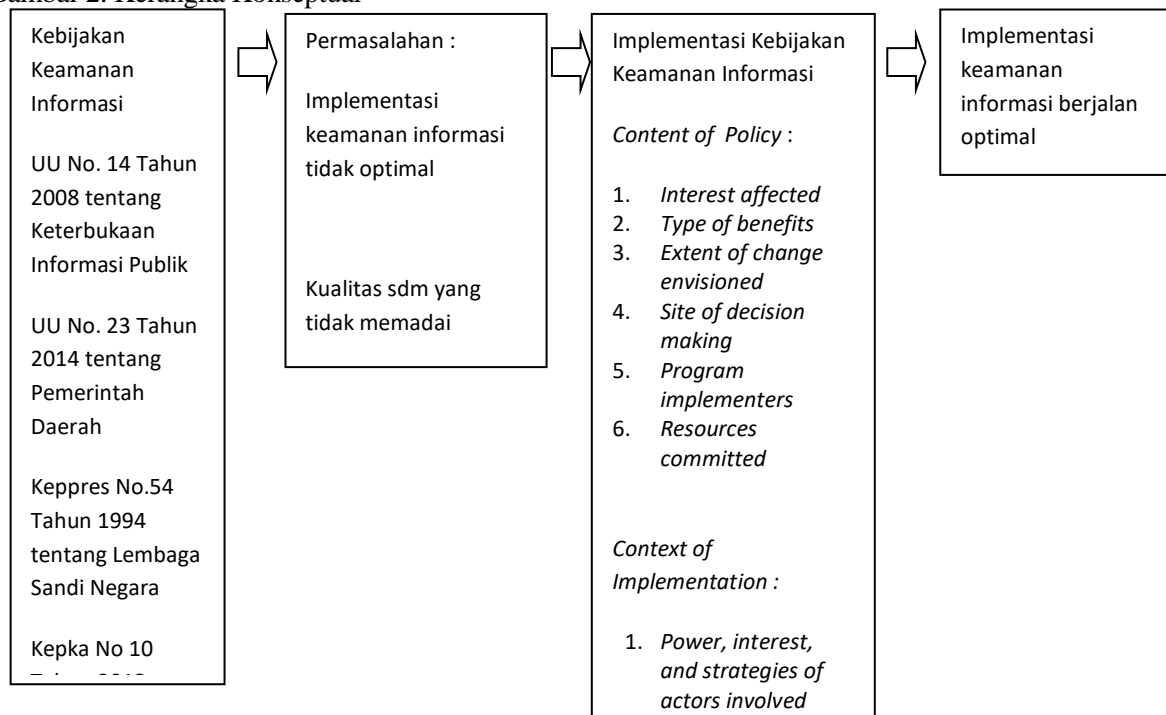 Gambar 2. Kerangka Konseptual
Kebijakan
Keamanan
Informasi
UU No. 14 Tahun
2008 tentang
Keterbukaan
Informasi Publik
UU No. 23 Tahun
2014 tentang
Pemerintah
Daerah
Keppres No.54
Tahun 1994
tentang Lembaga
Sandi Negara
Kepka No 10
Permasalahan :
Implementasi
keamanan informasi
tidak optimal
Kualitas sdm yang
tidak memadai
Implementasi Kebijakan
Keamanan Informasi
Content of Policy :
1. Interest affected
2. Type of benefits
3. Extent of change
envisioned
4. Site of decision
making
5. Program
implementers
6. Resources
committed
Context of
Implementation :
1. Power, interest,
and strategies of
actors involved
Implementasi
keamanan
informasi berjalan
optimal